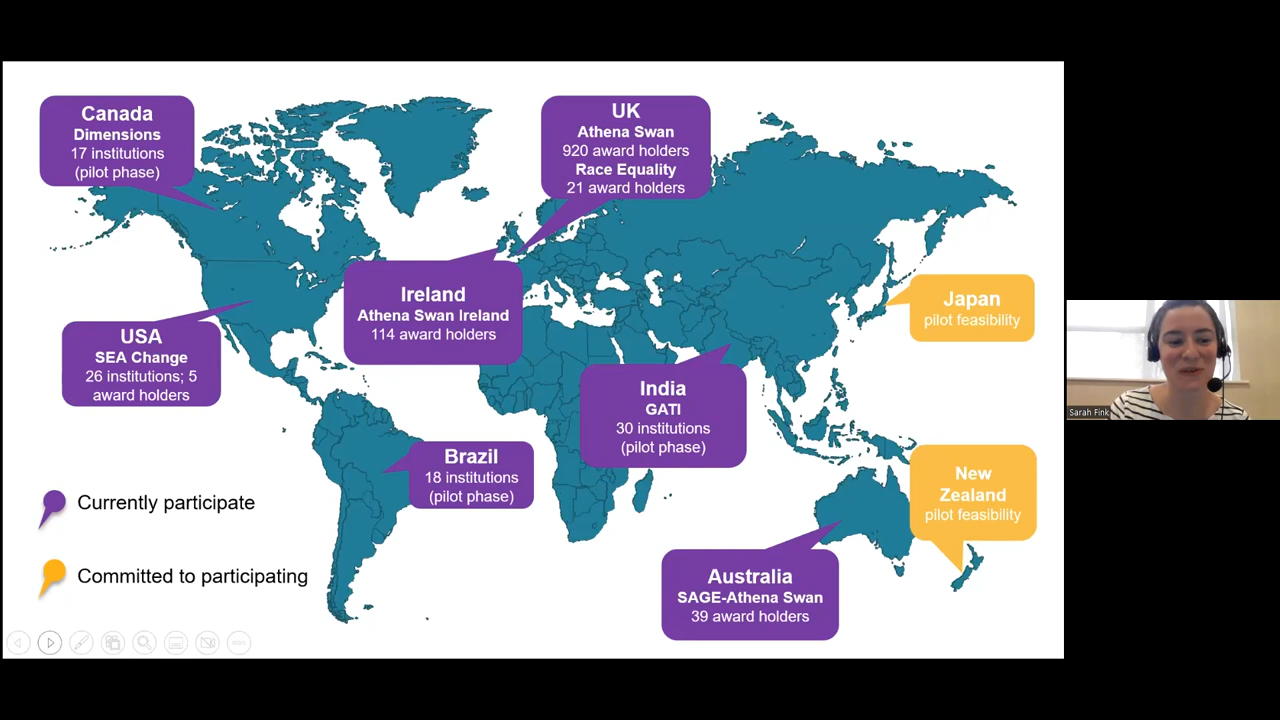 Canada
Dimensions
17 institutions
(pilot phase)
UK
Athena Swan
920 award holders
Race Equality
21 award holders
Ireland
Athena Swan Ireland
114 award holders
Japan
pilot feasibility
USA
SEA Change
26 institutions; 5
award holders
India
GATI
30 institutions
(pilot phase)
Brazil
18 institutions
(pilot phase)
New
Zealand
pilot feasibility
Australia
SAGE-Athena Swan
39 award holders
Currently participate
Committed to participating
Sarah Fink